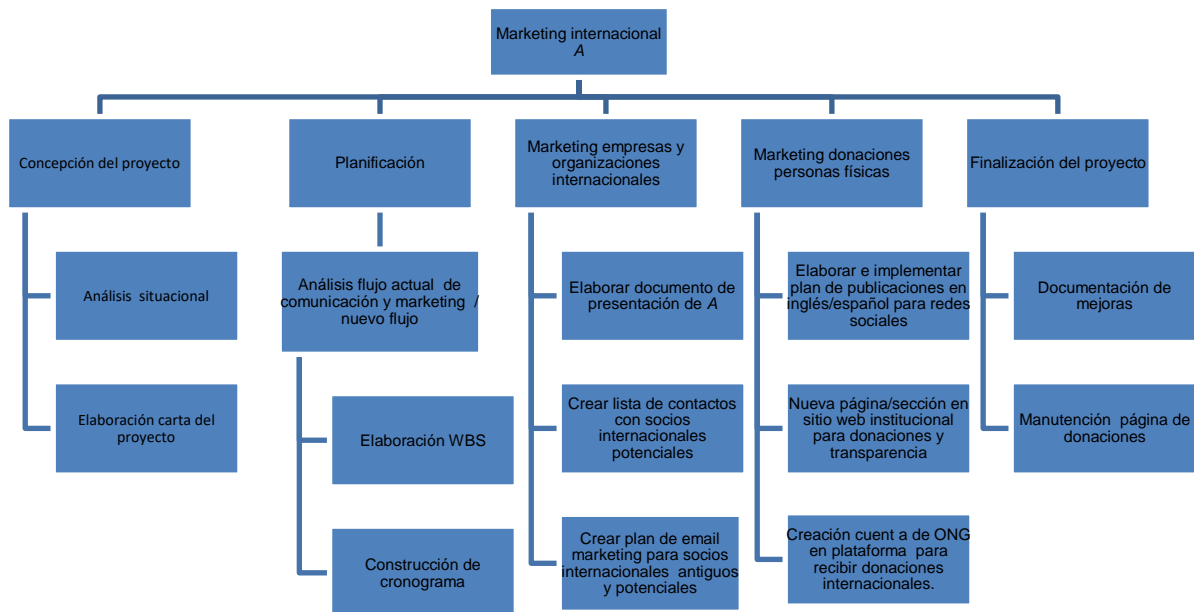 Marketing internacional
A
Concepción del proyecto
Planificación
Marketing empresas y
organizaciones
internacionales
Marketing donaciones
personas físicas
Finalización del proyecto
Análisis situacional
Elaboración carta del
proyecto
Análisis flujo actual de
comunicación y marketing /
nuevo flujo
Elaboración WBS
Construcción de
cronograma
Elaborar documento de
presentación de A
Crear lista de contactos
con socios
internacionales
potenciales
Crear plan de email
marketing para socios
internacionales antiguos
y potenciales
Elaborar e implementar
plan de publicaciones en
inglés/español para redes
sociales
Nueva página/sección en
sitio web institucional
para donaciones y
transparencia
Creación cuent a de ONG
en plataforma para
recibir donaciones
internacionales.
Documentación de
mejoras
Manutención página de
donaciones